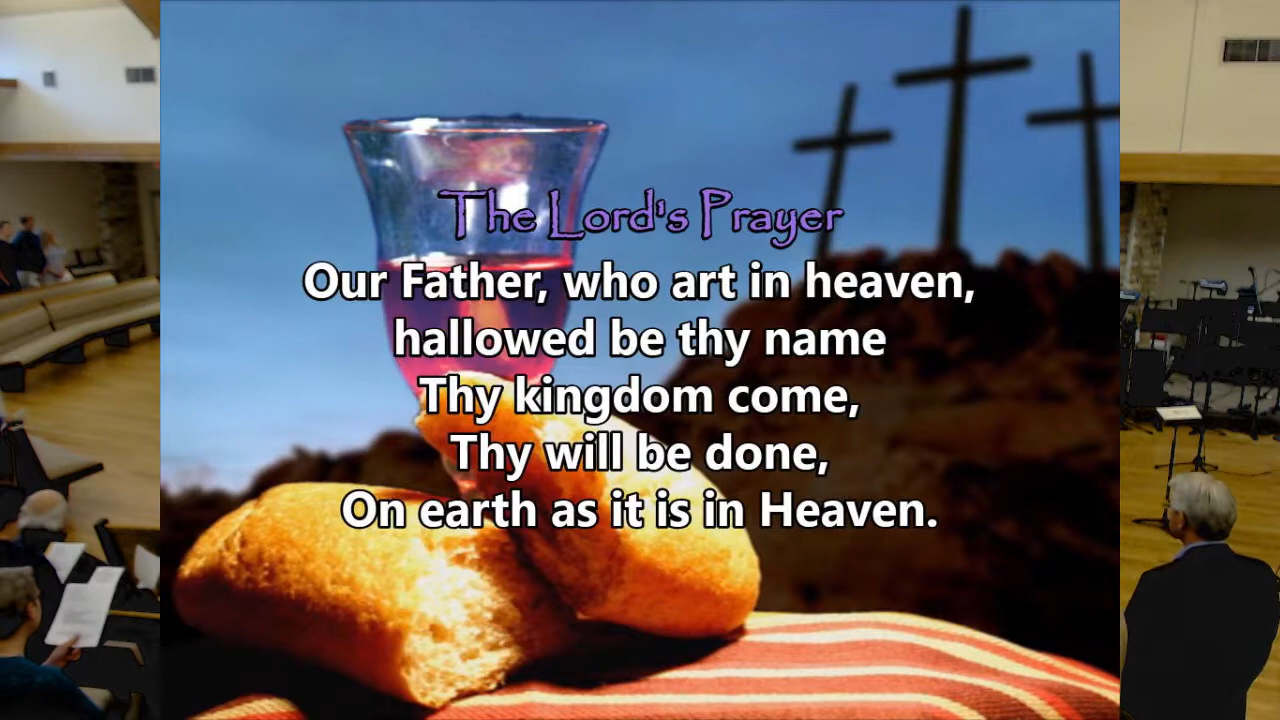 The Lord's Prayer
Our Father, who art in heaven,
hallowed be thy name
Thy kingdom come,
Thy will be done,
On earth as it is in Heaven.